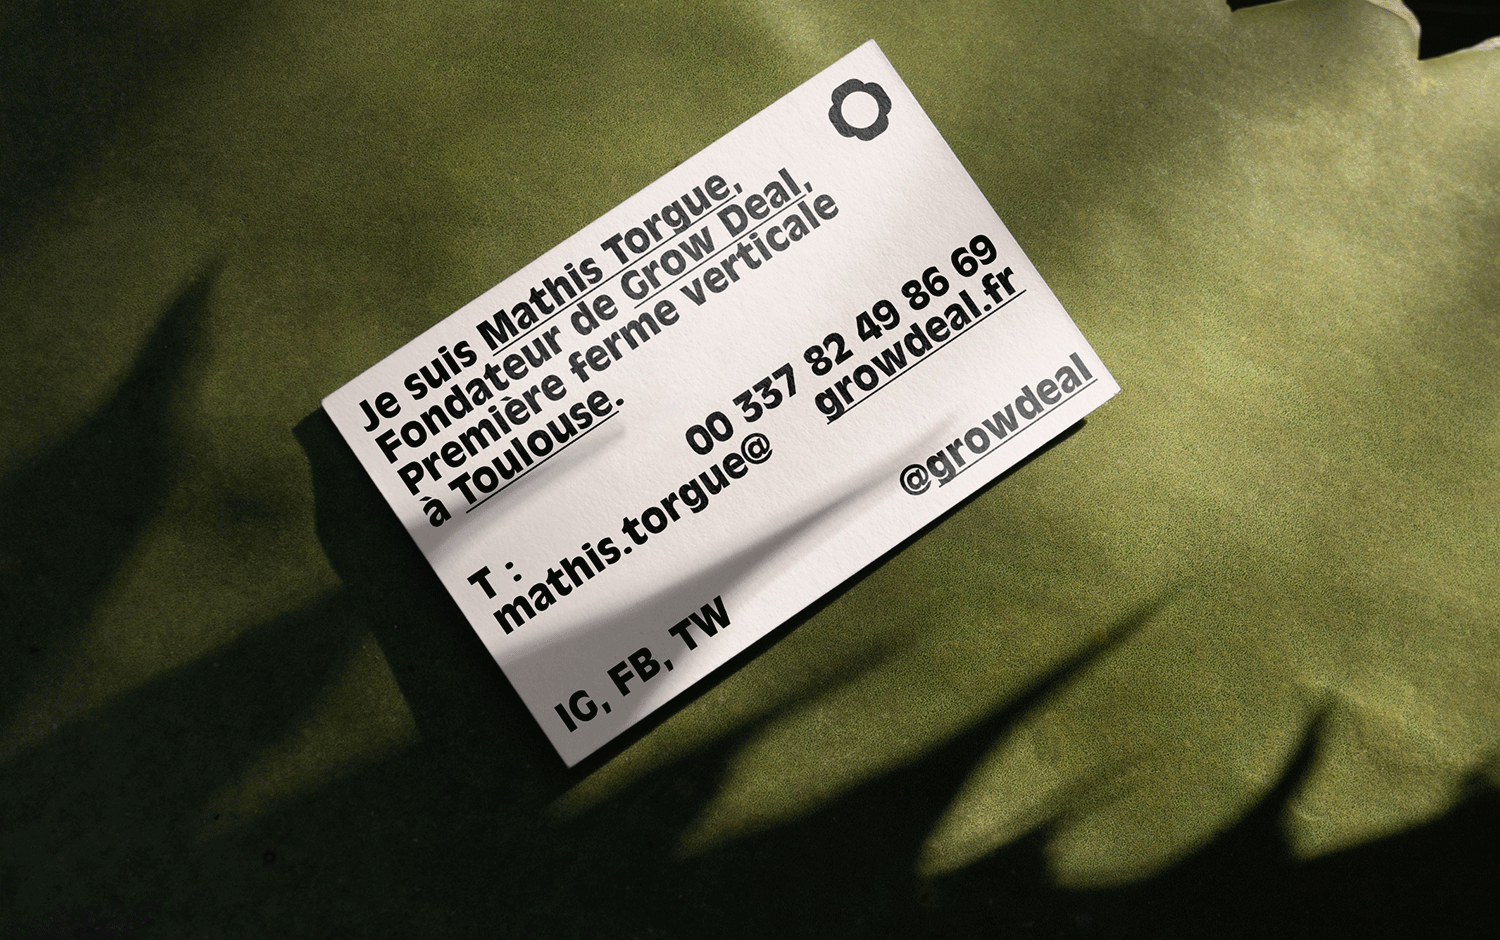 Je suis Mathis Torgue,
Fondateur de Grow Deal,
Première ferme verticale
à Toulouse.
T : 00 337 82 49 86 69
mathis.torgue@ growdeal.fr
IG, FB, TW @growdeal